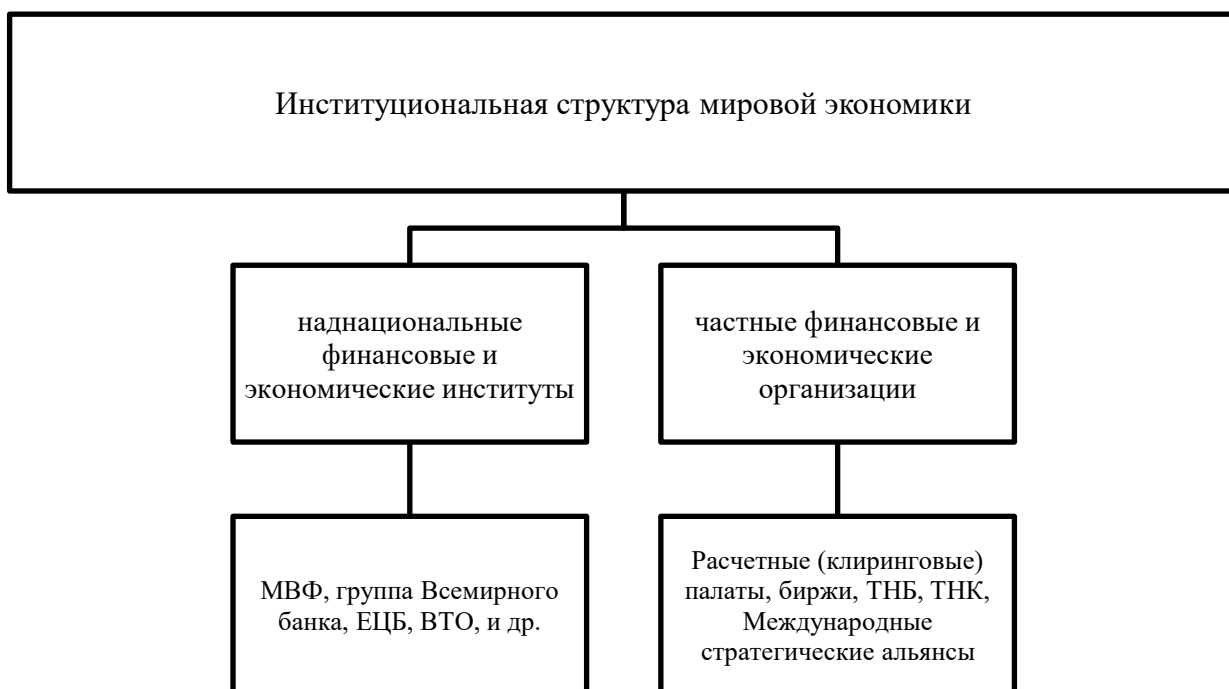 Институциональная структура мировой экономики
наднациональные
финансовые и
экономические институты
частные финансовые и
экономические
организации
МВФ, группа Всемирного
банка, ЕЦБ, ВТО, и др.
Расчетные (клиринговые)
палаты, биржи, ТНБ, ТНК,
Международные
стратегические альянсы